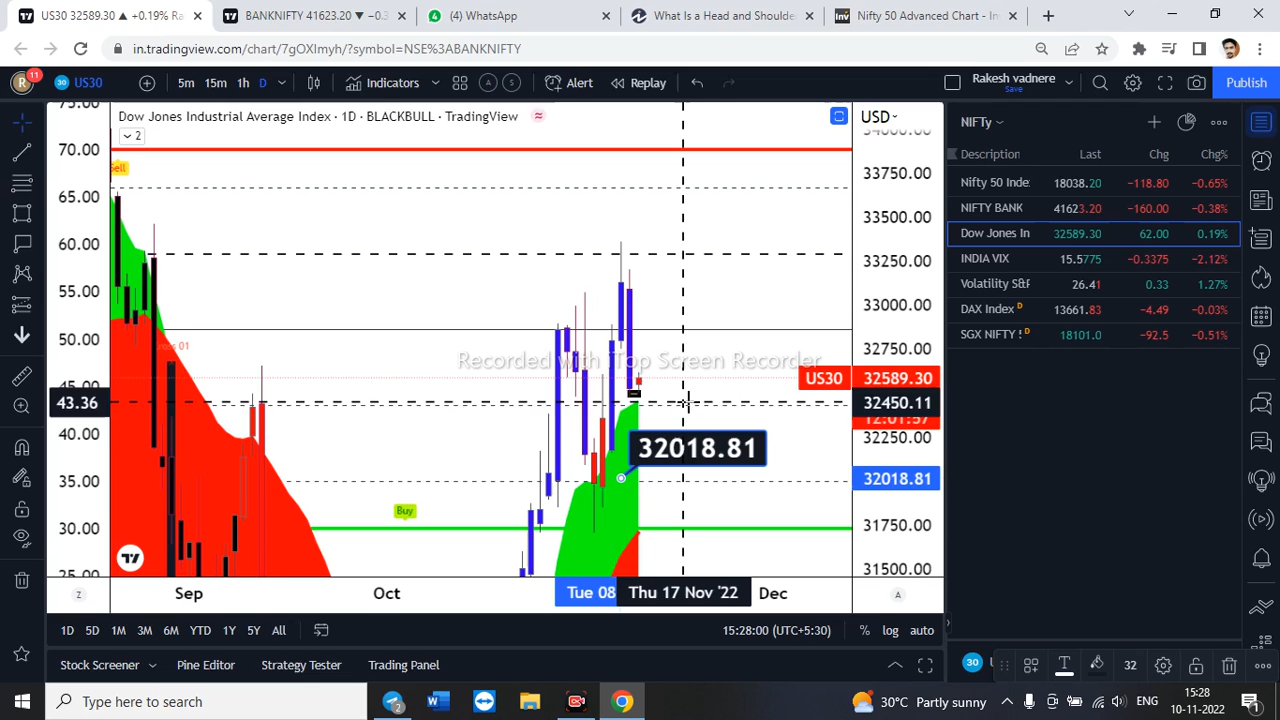 US30 32589.30 ▲ +0.19% Ra
BANKNIFTY 41623.20 ▼ −0.3
(4) WhatsApp
What Is a Head and Shoulde
Nifty 50 Advanced Chart - In
in.tradingview.com/chart/7gOXlmyh/?symbol=NSE%3ABANKNIFTY
R
11
30
US30
5m
15m
1h
D
Indicators
A
S
Alert
Replay
Rakesh vadnere
Save
Publish
Dow Jones Industrial Average Index · 1D · BLACKBULL · TradingView
2
USD
75.00
70.00
65.00
60.00
55.00
50.00
45.00
43.36
40.00
35.00
30.00
25.00
Sell
Buy
Recorded with iTop Screen Recorder
32018.81
34000.00
33750.00
33500.00
33250.00
33000.00
32750.00
US30 32589.30
32450.11
12:01:57
32250.00
32018.81
31750.00
31500.00
Z
Sep
Oct
Tue 08
Thu 17 Nov '22
Dec
A
1D
5D
1M
3M
6M
YTD
1Y
5Y
All
15:28:00 (UTC+5:30)
%
log
auto
Stock Screener
Pine Editor
Strategy Tester
Trading Panel
NIFTy
Description Last Chg Chg%
Nifty 50 Inde 18038.20 −118.80 −0.65%
NIFTY BANK 41623.20 −160.00 −0.38%
Dow Jones In 32589.30 62.00 0.19%
INDIA VIX 15.5775 −0.3375 −2.12%
Volatility S&F 26.41 0.33 1.27%
DAX Index D 13661.83 −4.49 −0.03%
SGX NIFTY ! D 18101.0 −92.5 −0.51%
30
T
32
Type here to search
2
30°C Partly sunny
ENG
15:28
10-11-2022
1